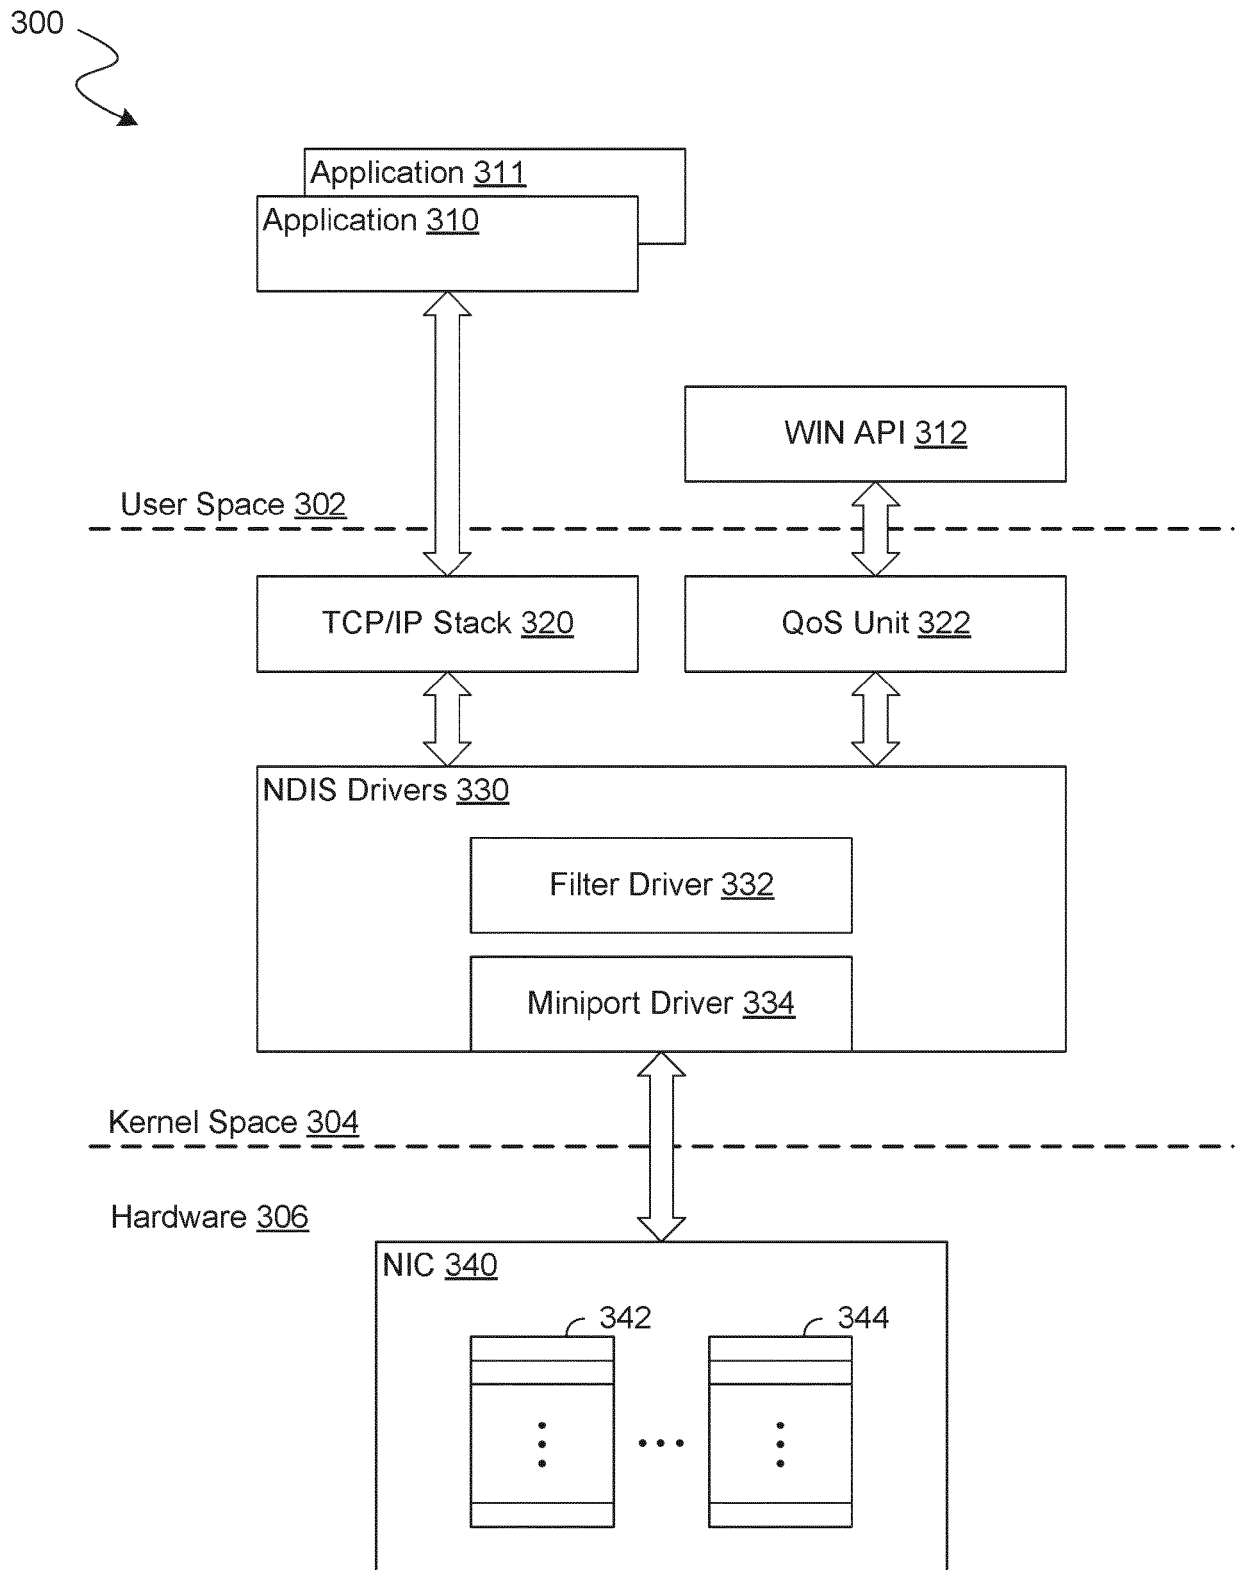 300
Application 311
Application 310
WIN API 312
User Space 302
TCP/IP Stack 320
QoS Unit 322
NDIS Drivers 330
Filter Driver 332
Miniport Driver 334
Kernel Space 304
Hardware 306
NIC 340
342
344